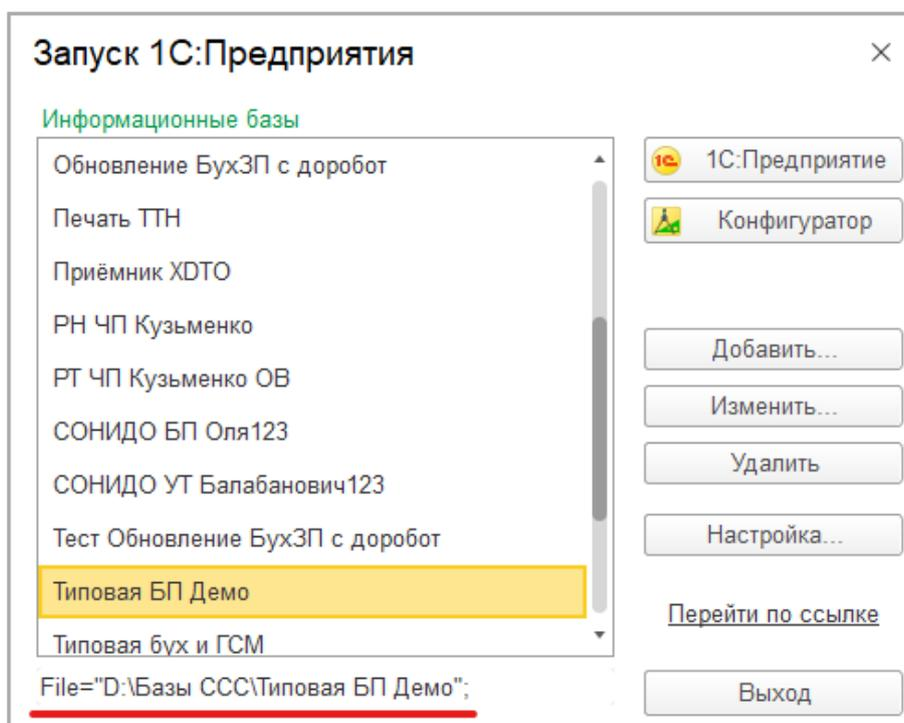 Запуск 1С:Предприятия
Информационные базы
Обновление БухЗП с доробот
Печать ТТН
Приёмник XDTO
РН ЧП Кузьменко
РТ ЧП Кузьменко ОВ
СОНИДО БП Оля123
СОНИДО УТ Балабанович123
Тест Обновление БухЗП с доробот
Типовая БП Демо
Типовая бух и ГСМ
File="D:\Базы ССС\Типовая БП Демо";
1С:Предприятие
Конфигуратор
Добавить...
Изменить...
Удалить
Настройка...
Перейти по ссылке
Выход